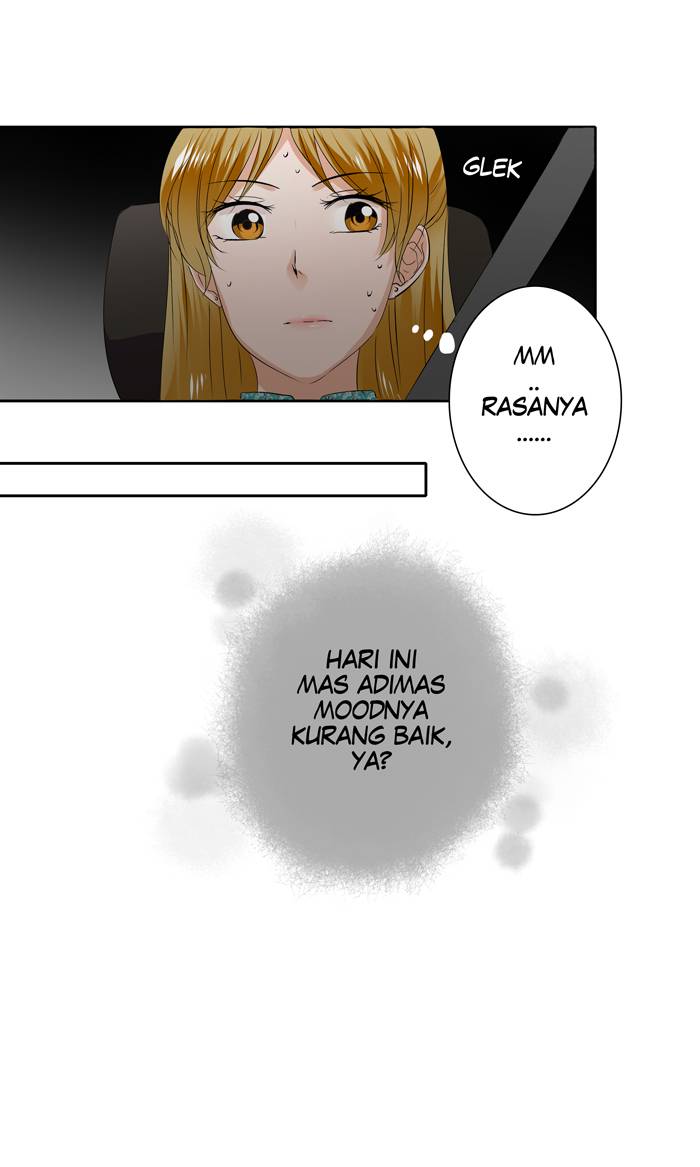 GLEK
MM
..
RASANYA
......
HARI INI
MAS ADIMAS
MOODNYA
KURANG BAIK,
YA?